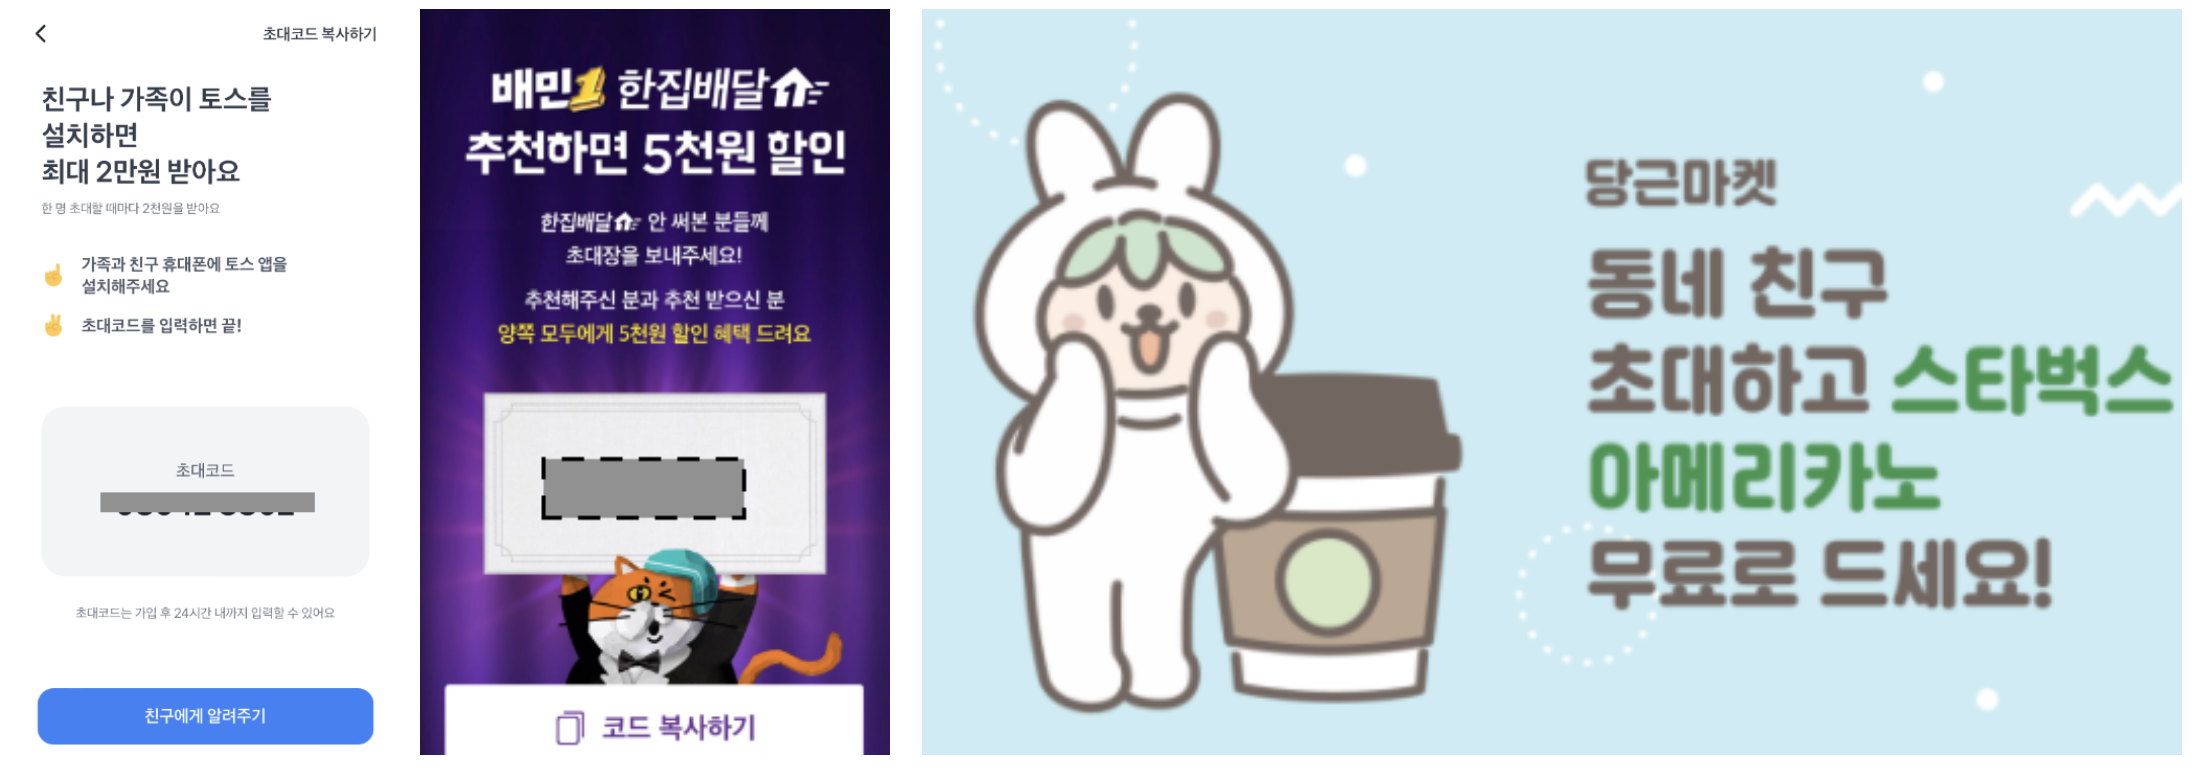 초대코드 복사하기
친구나 가족이 토스를
설치하면
최대 2만원 받아요
한 명 초대할 때마다 2천원을 받아요
가족과 친구 휴대폰에 토스 앱을
설치해주세요
초대코드를 입력하면 끝!
초대코드
초대코드는 가입 후 24시간 내까지 입력할 수 있어요
친구에게 알려주기
배민1 한집배달
추천하면 5천원 할인
한집배달 안 써본 분들께
초대장을 보내주세요!
추천해주신 분과 추천 받으신 분
양쪽 모두에게 5천원 할인 혜택 드려요
코드 복사하기
당근마켓
동네 친구
초대하고 스타벅스
아메리카노
무료로 드세요!